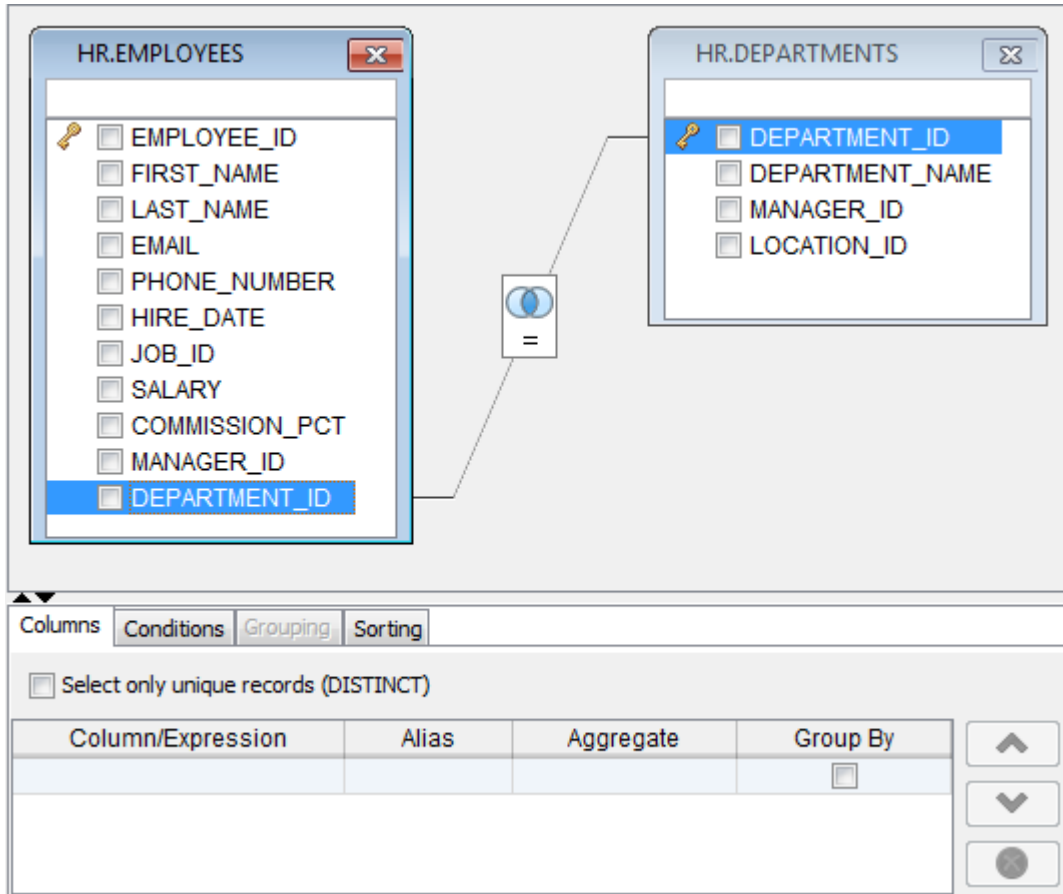 HR.EMPLOYEES
EMPLOYEE_ID
FIRST_NAME
LAST_NAME
EMAIL
PHONE_NUMBER
HIRE_DATE
JOB_ID
SALARY
COMMISSION_PCT
MANAGER_ID
DEPARTMENT_ID
=
HR.DEPARTMENTS
DEPARTMENT_ID
DEPARTMENT_NAME
MANAGER_ID
LOCATION_ID
Columns Conditions Grouping Sorting
Select only unique records (DISTINCT)
Column/Expression Alias Aggregate Group By